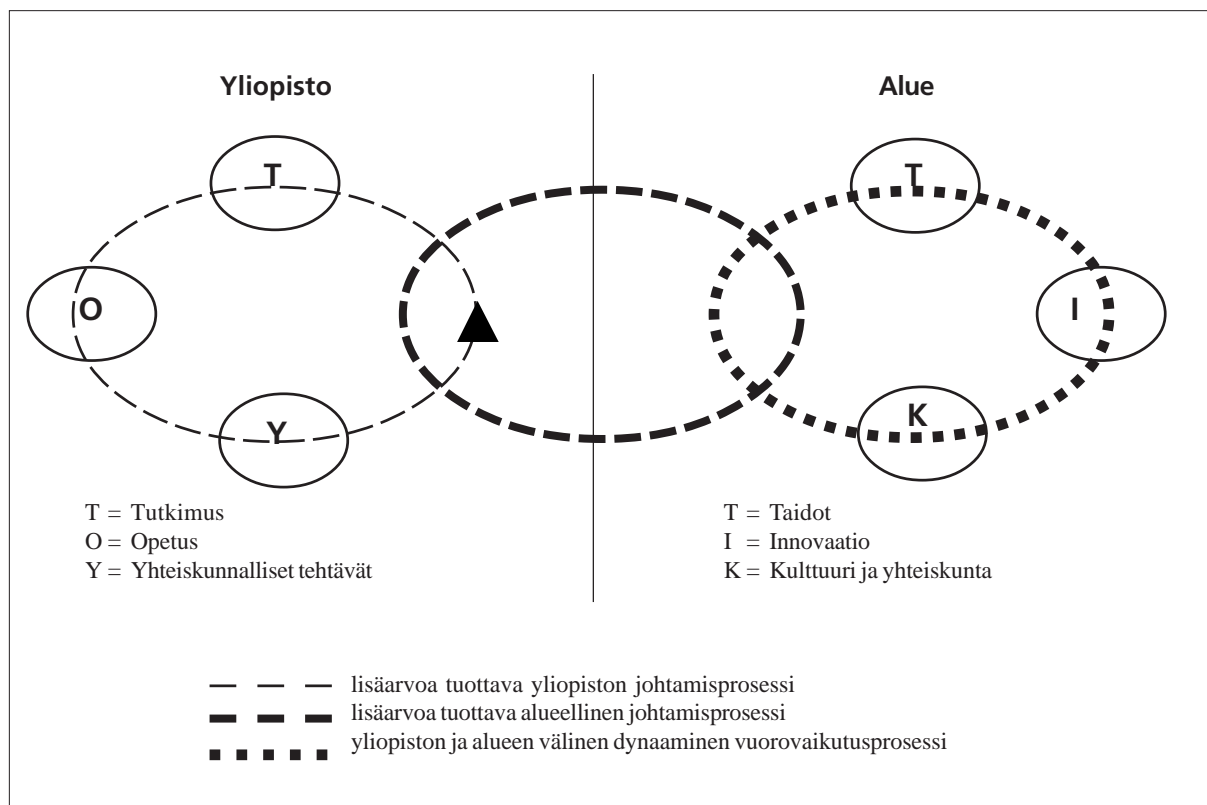 Yliopisto
Alue
T
T
O
I
Y
K
T = Tutkimus
O = Opetus
Y = Yhteiskunnalliset tehtävät
T = Taidot
I = Innovaatio
K = Kulttuuri ja yhteiskunta
lisäarvoa tuottava yliopiston johtamisprosessi
lisäarvoa tuottava alueellinen johtamisprosessi
yliopiston ja alueen välinen dynaaminen vuorovaikutusprosessi